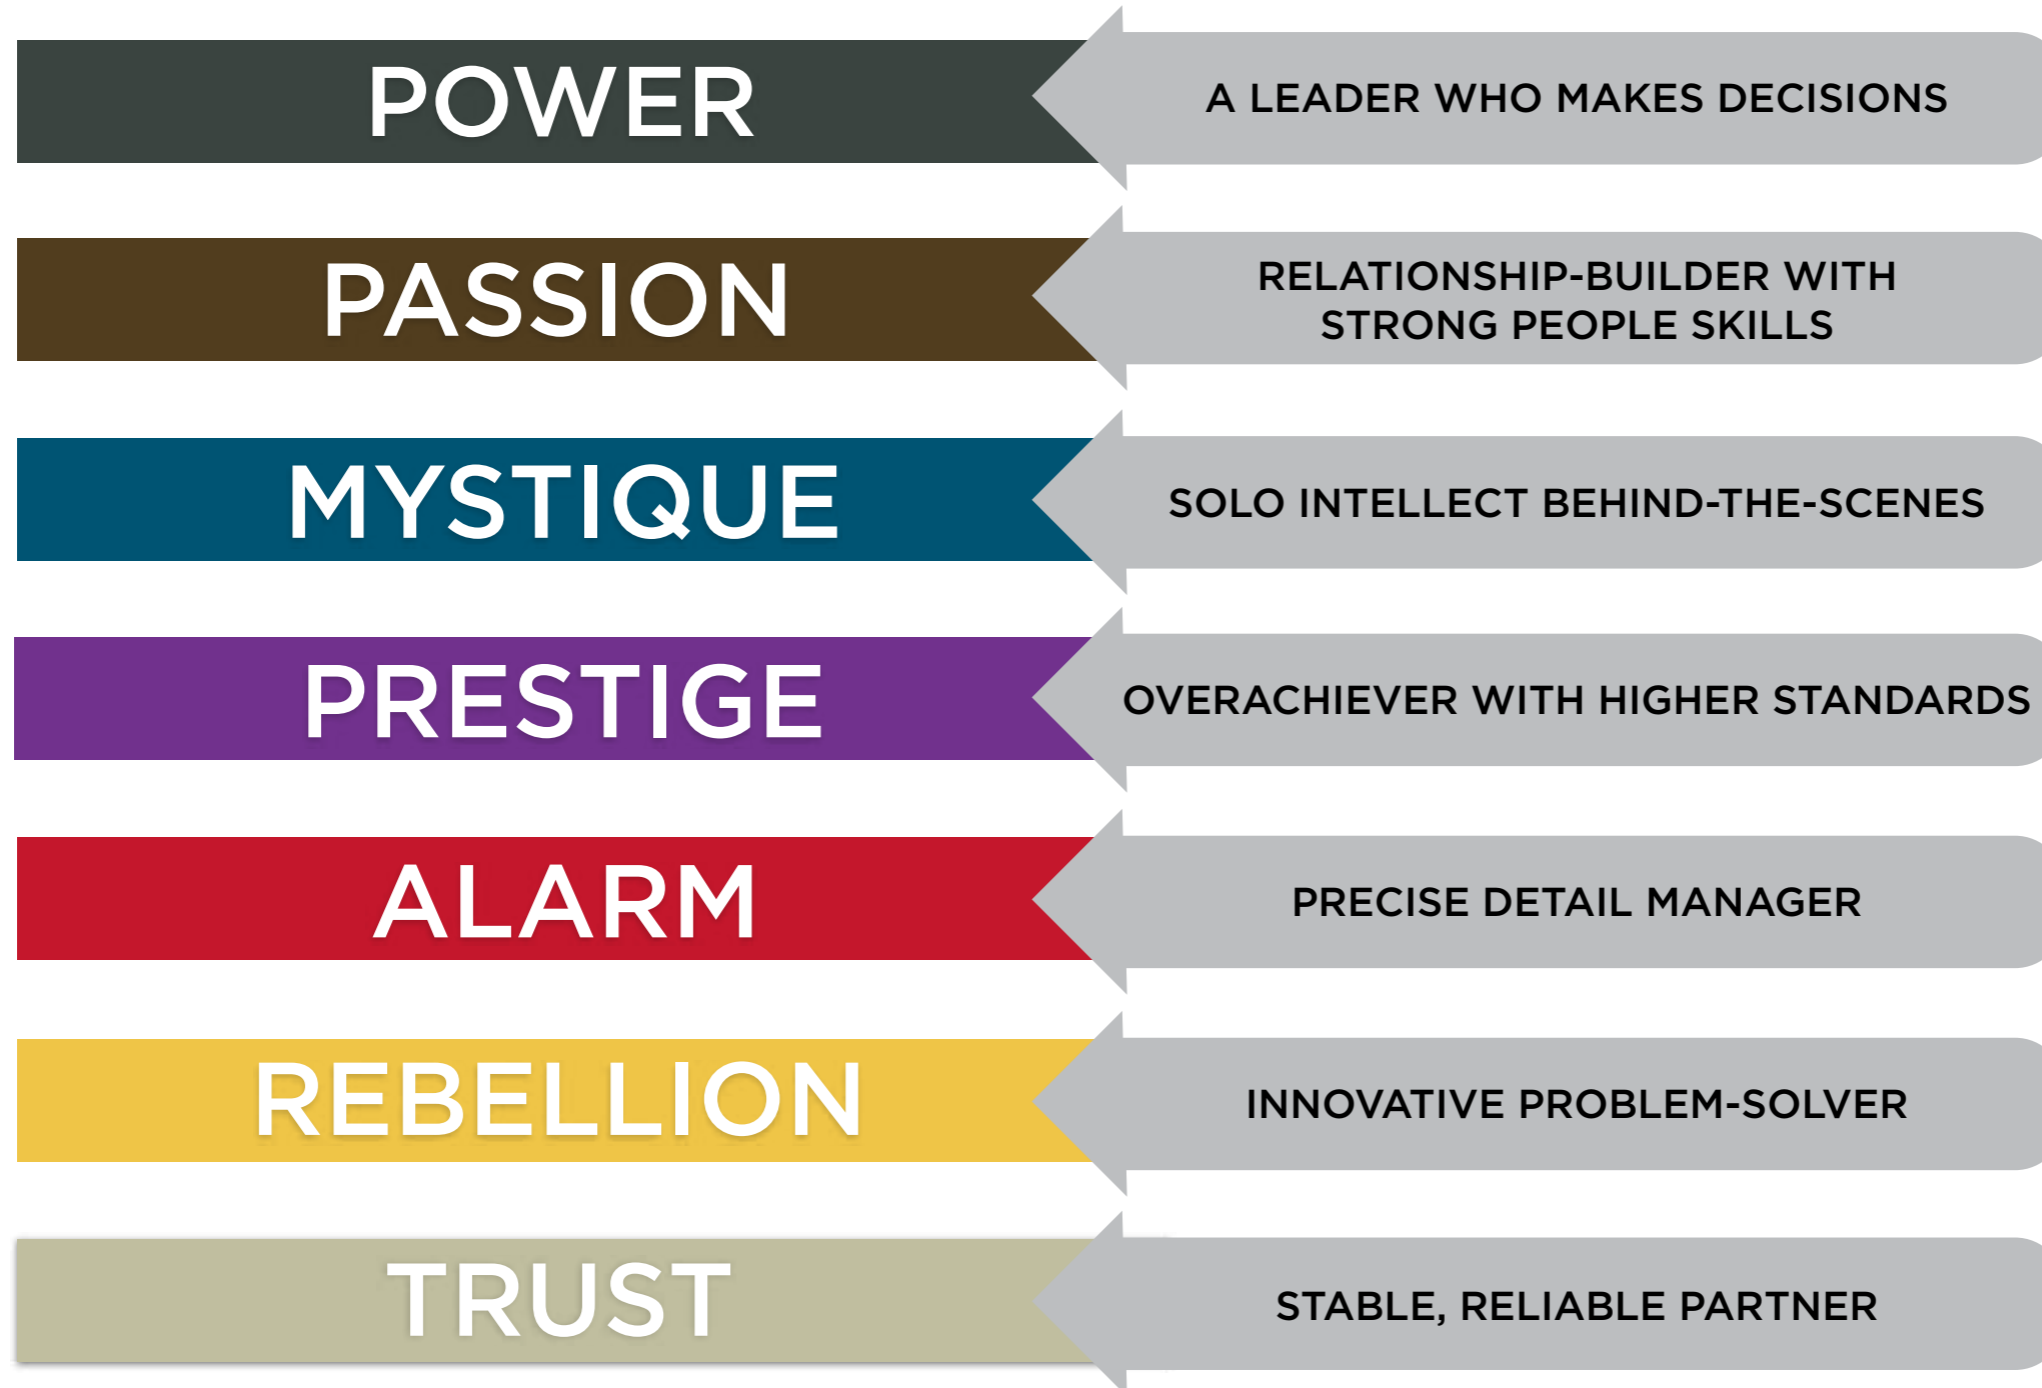 POWER
A LEADER WHO MAKES DECISIONS
PASSION
RELATIONSHIP-BUILDER WITH
STRONG PEOPLE SKILLS
MYSTIQUE
SOLO INTELLECT BEHIND-THE-SCENES
PRESTIGE
OVERACHIEVER WITH HIGHER STANDARDS
ALARM
PRECISE DETAIL MANAGER
REBELLION
INNOVATIVE PROBLEM-SOLVER
TRUST
STABLE, RELIABLE PARTNER